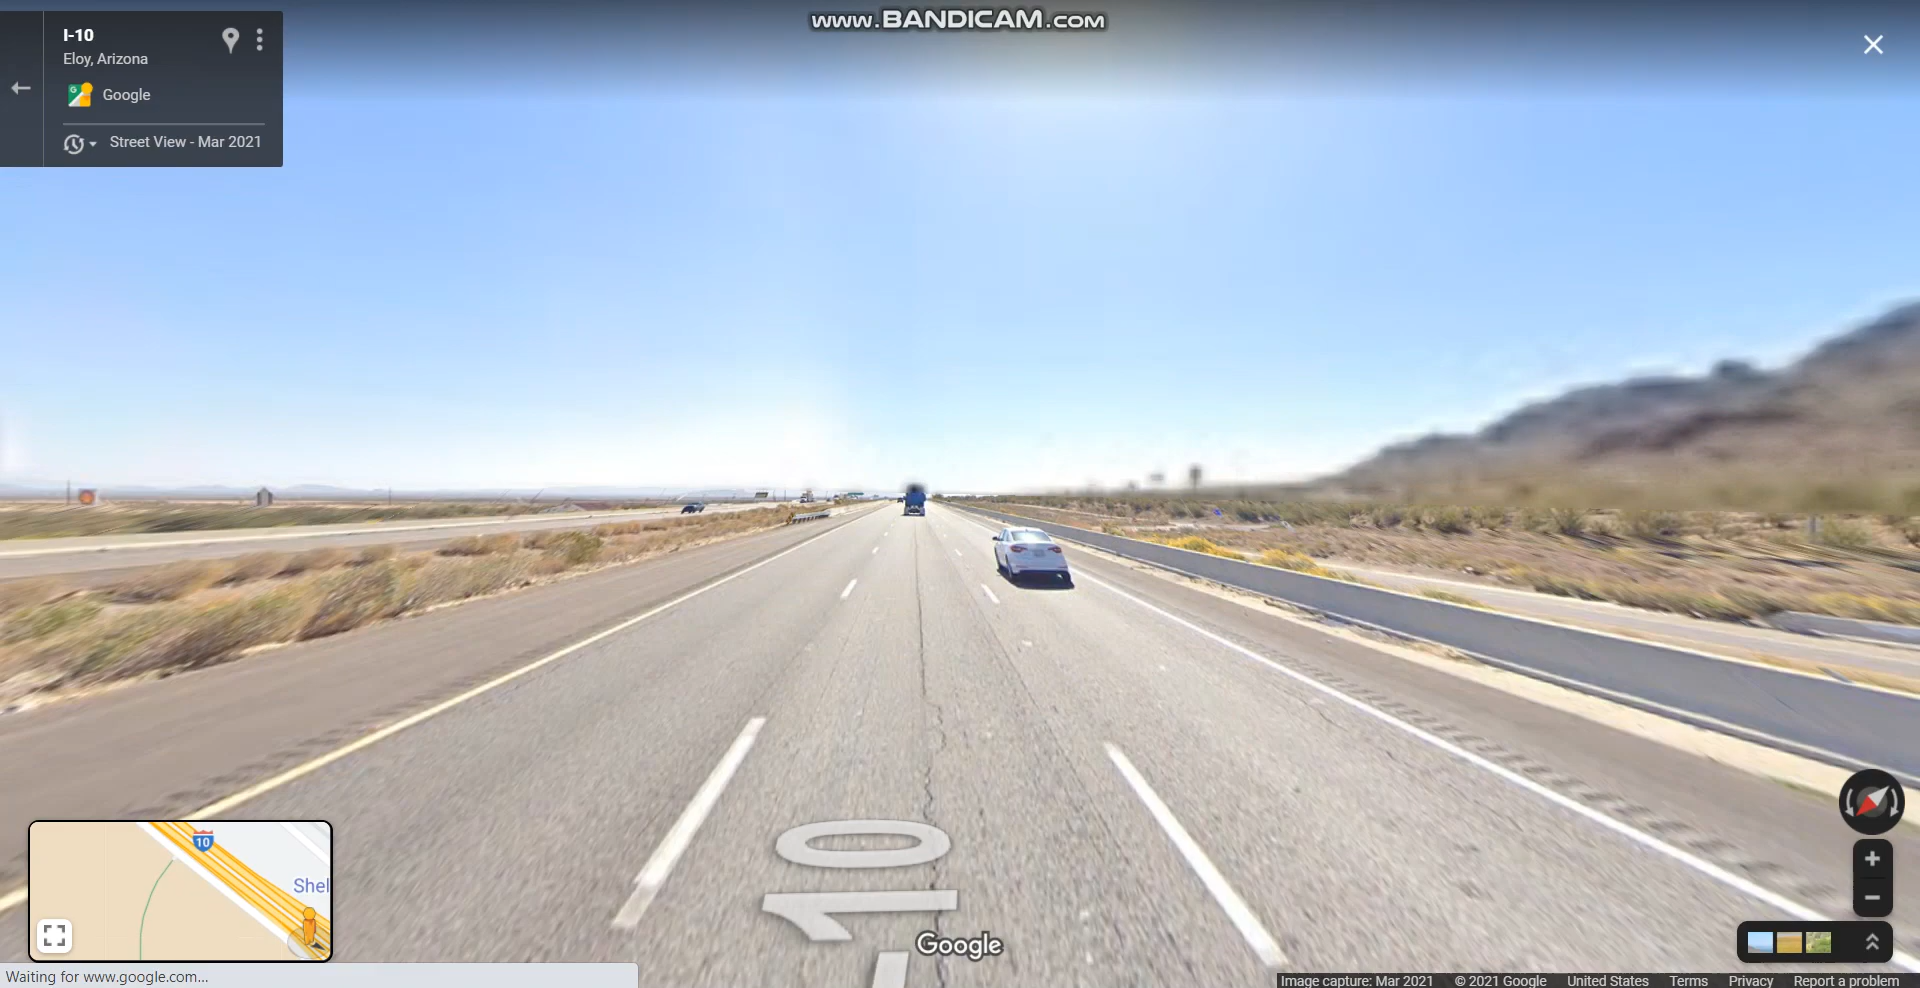 www.BANDICAM.COM
I-10
Eloy, Arizona
Google
Street View - Mar 2021
10
Shel
I-10
Google
Waiting for www.google.com...
Image capture: Mar 2021 © 2021 Google United States Terms Privacy Report a problem